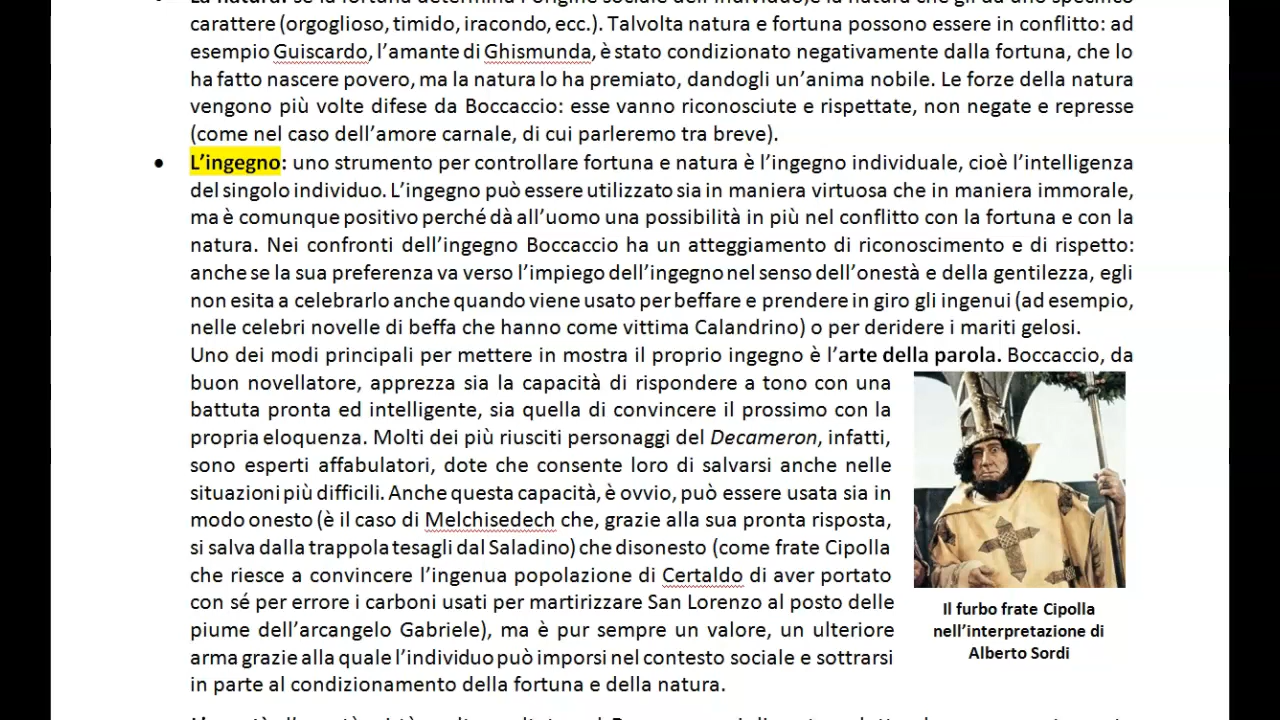 La natura: se la fortuna determina l'origine sociale dell'individuo, è la natura che gli dà uno specifico
carattere (orgoglioso, timido, iracondo, ecc.). Talvolta natura e fortuna possono essere in conflitto: ad
esempio Guiscardo, l'amante di Ghismunda, è stato condizionato negativamente dalla fortuna, che lo
ha fatto nascere povero, ma la natura lo ha premiato, dandogli un'anima nobile. Le forze della natura
vengono più volte difese da Boccaccio: esse vanno riconosciute e rispettate, non negate e represse
(come nel caso dell'amore carnale, di cui parleremo tra breve).
• L'ingegno: uno strumento per controllare fortuna e natura è l'ingegno individuale, cioè l'intelligenza
del singolo individuo. L'ingegno può essere utilizzato sia in maniera virtuosa che in maniera immorale,
ma è comunque positivo perché dà all'uomo una possibilità in più nel conflitto con la fortuna e con la
natura. Nei confronti dell'ingegno Boccaccio ha un atteggiamento di riconoscimento e di rispetto:
anche se la sua preferenza va verso l'impiego dell'ingegno nel senso dell'onestà e della gentilezza, egli
non esita a celebrarlo anche quando viene usato per beffare e prendere in giro gli ingenui (ad esempio,
nelle celebri novelle di beffa che hanno come vittima Calandrino) o per deridere i mariti gelosi.
Uno dei modi principali per mettere in mostra il proprio ingegno è l'arte della parola. Boccaccio, da
buon novellatore, apprezza sia la capacità di rispondere a tono con una
battuta pronta ed intelligente, sia quella di convincere il prossimo con la
propria eloquenza. Molti dei più riusciti personaggi del Decameron, infatti,
sono esperti affabulatori, dote che consente loro di salvarsi anche nelle
situazioni più difficili. Anche questa capacità, è ovvio, può essere usata sia in
modo onesto (è il caso di Melchisedech che, grazie alla sua pronta risposta,
si salva dalla trappola tesagli dal Saladino) che disonesto (come frate Cipolla
che riesce a convincere l'ingenua popolazione di Certaldo di aver portato
con sé per errore i carboni usati per martirizzare San Lorenzo al posto delle
piume dell'arcangelo Gabriele), ma è pur sempre un valore, un ulteriore
arma grazie alla quale l'individuo può imporsi nel contesto sociale e sottrarsi
in parte al condizionamento della fortuna e della natura.
Il furbo frate Cipolla
nell'interpretazione di
Alberto Sordi